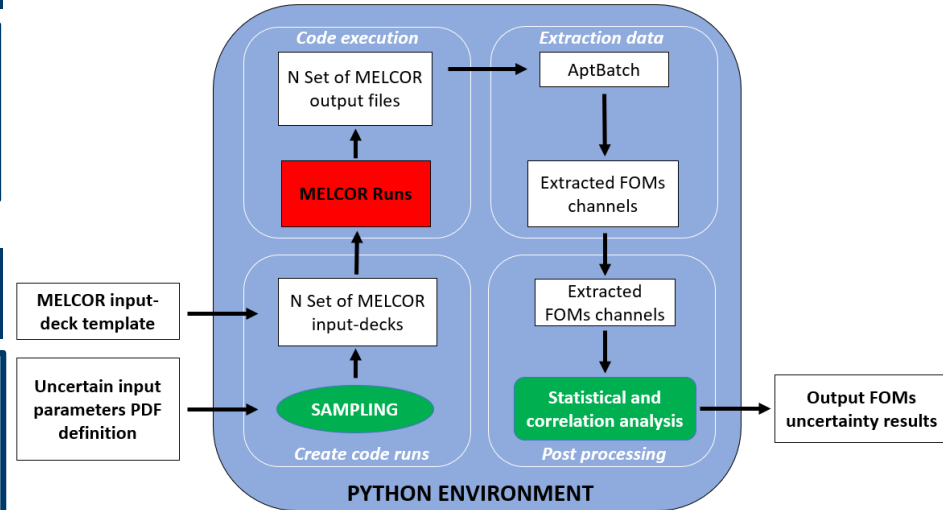 Code execution
N Set of MELCOR
output files
MELCOR Runs
Extraction data
AptBatch
Extracted FOMs
channels
MELCOR input-
deck template
Uncertain input
parameters PDF
definition
N Set of MELCOR
input-decks
SAMPLING
Create code runs
Extracted
FOMs channels
Statistical and
correlation analysis
Post processing
Output FOMs
uncertainty results
PYTHON ENVIRONMENT